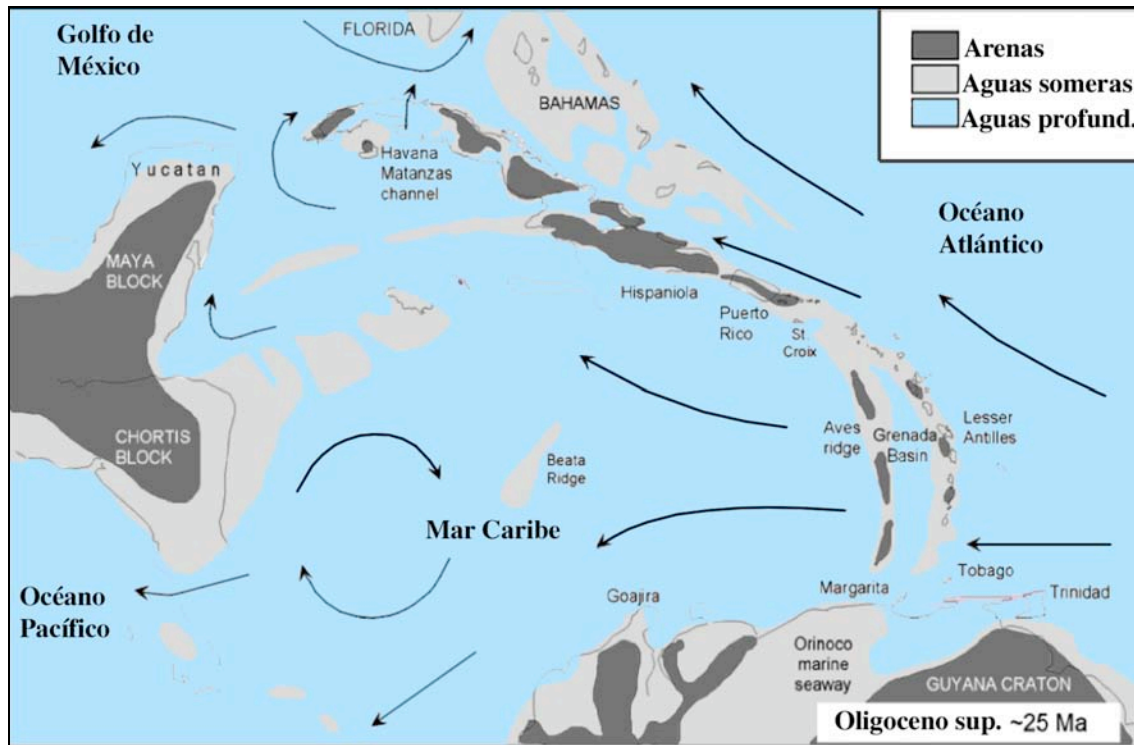 Golfo de
México
FLORIDA
Arenas
Aguas someras
Aguas profund.
BAHAMAS
Havana
Matanzas
channel
Yucatan
Océano
Atlántico
MAYA
BLOCK
Hispaniola
Puerto
Rico
St.
Croix
CHORTIS
BLOCK
Aves
ridge
Grenada
Basin
Lesser
Antilles
Beata
Ridge
Mar Caribe
Océano
Pacífico
Goajira
Margarita
Tobago
Trinidad
Orinoco
marine
seaway
GUYANA CRATON
Oligoceno sup. ~25 Ma